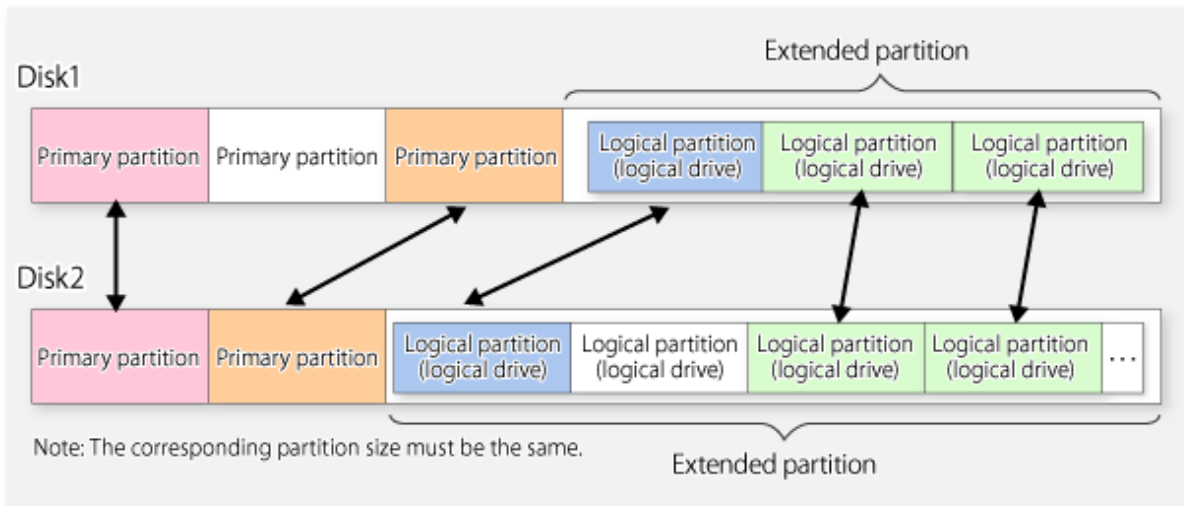 Extended partition
Disk1
Primary partition
Primary partition
Primary partition
Logical partition
(logical drive)
Logical partition
(logical drive)
Logical partition
(logical drive)
Disk2
Primary partition
Primary partition
Logical partition
(logical drive)
Logical partition
(logical drive)
Logical partition
(logical drive)
Logical partition
(logical drive)
...
Note: The corresponding partition size must be the same.
Extended partition